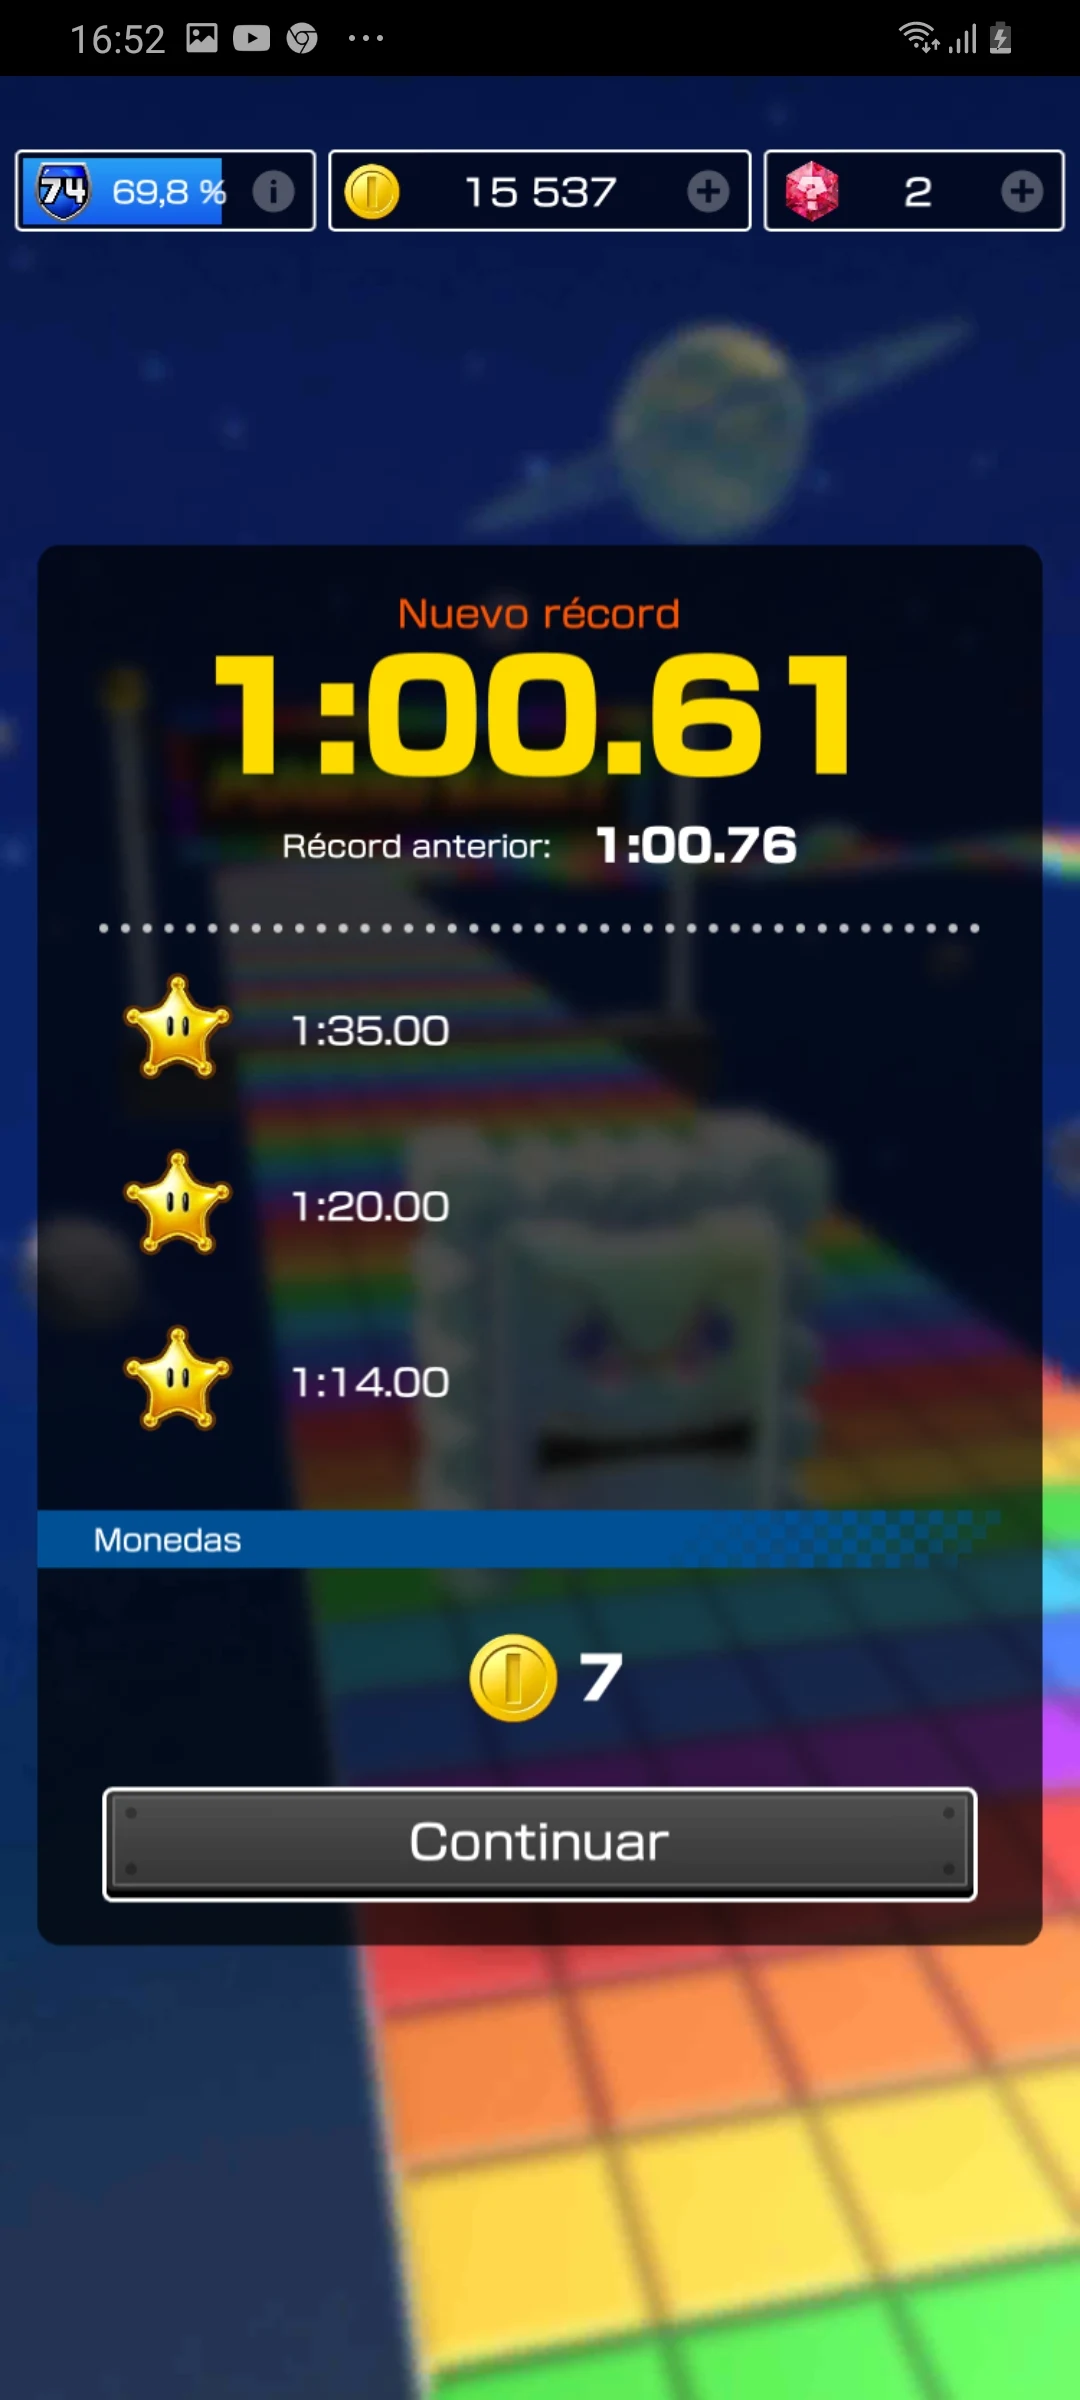 16:52
74 69,8 % i 15 537 + 2 +
Nuevo récord
1:00.61
Récord anterior: 1:00.76
1:35.00
1:20.00
1:14.00
Monedas
7
Continuar